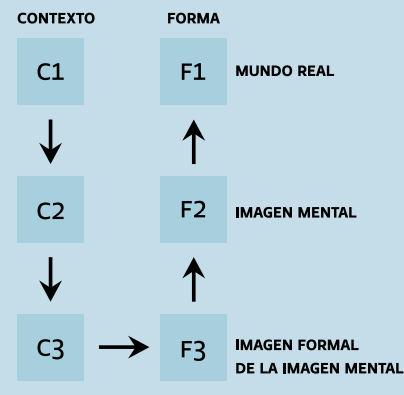 CONTEXTO FORMA
C1 F1 MUNDO REAL
C2 F2 IMAGEN MENTAL
C3 F3 IMAGEN FORMAL
DE LA IMAGEN MENTAL